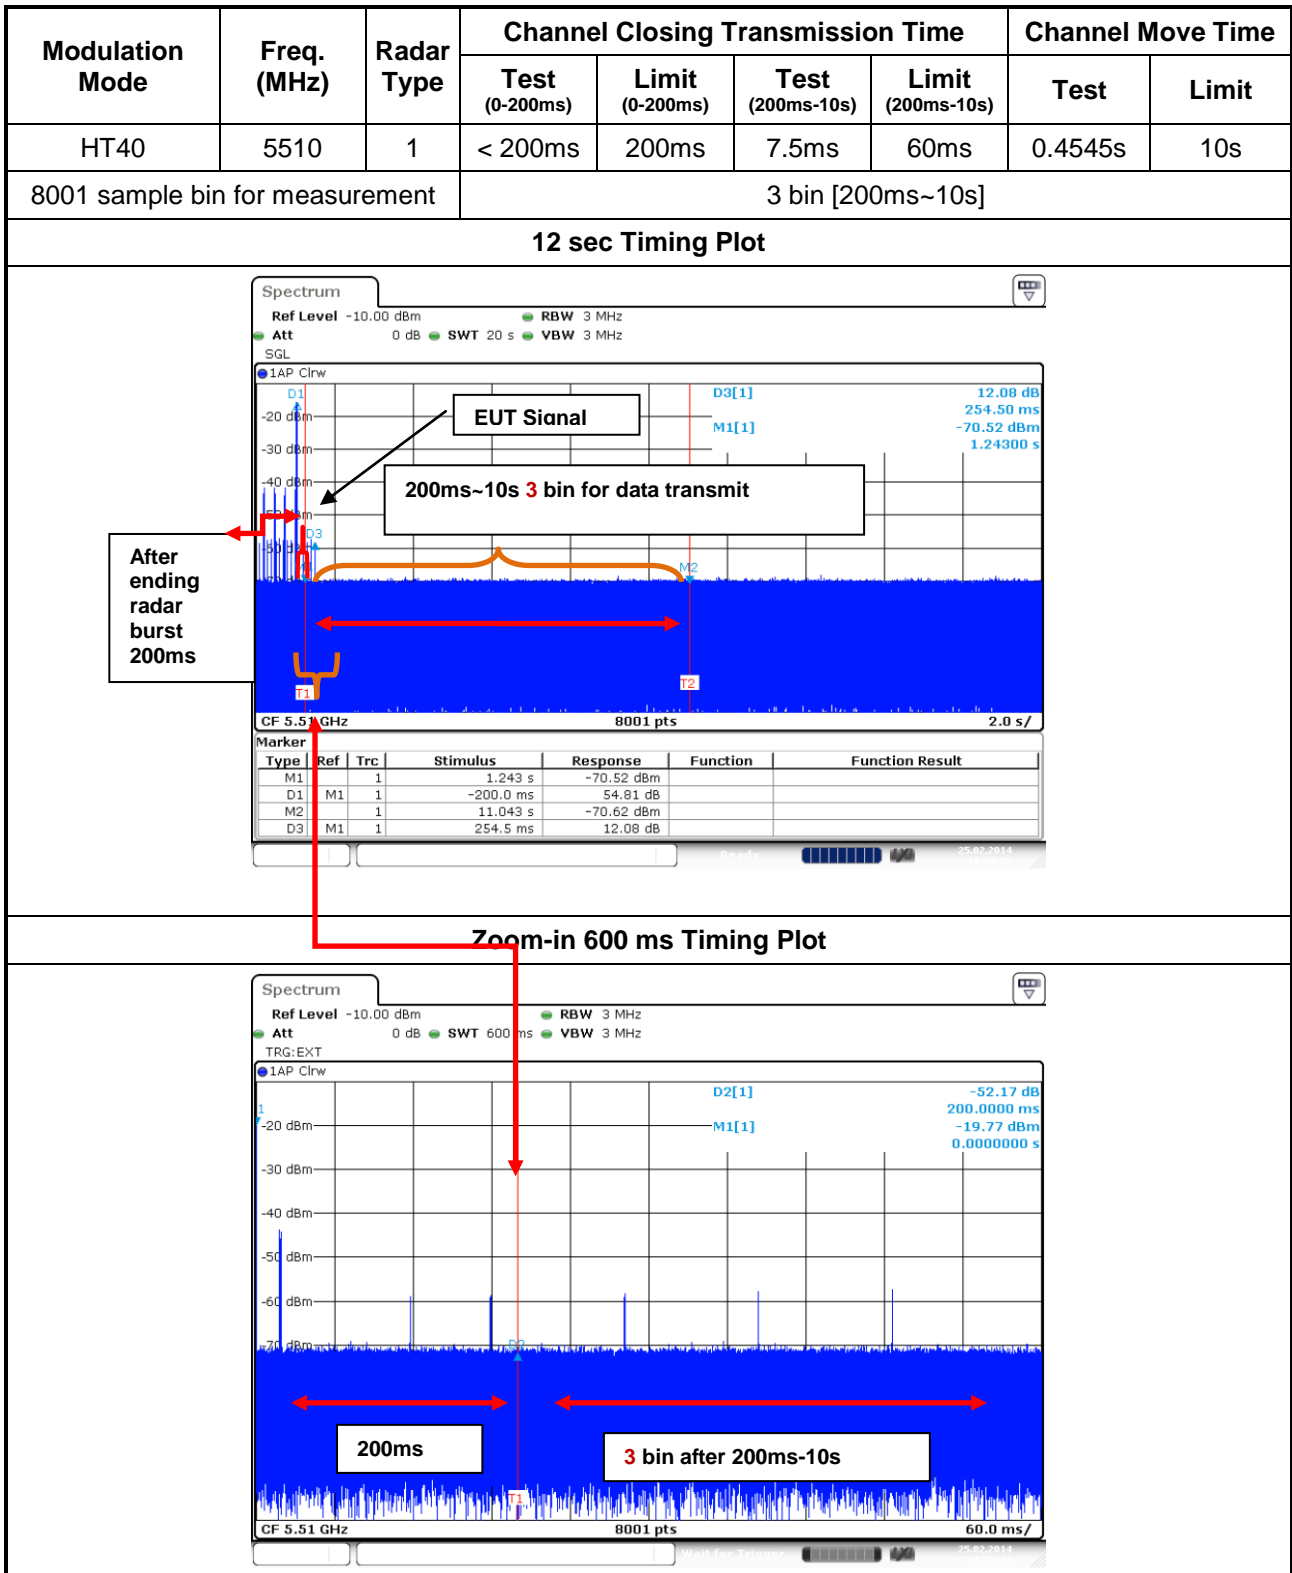 Modulation Mode
Freq. (MHz)
Radar Type
Channel Closing Transmission Time
Channel Move Time
Test (0-200ms)
Limit (0-200ms)
Test (200ms-10s)
Limit (200ms-10s)
Test
Limit
HT40 5510 1 < 200ms 200ms 7.5ms 60ms 0.4545s 10s
8001 sample bin for measurement 3 bin [200ms~10s]
12 sec Timing Plot
Spectrum
Ref Level -10.00 dBm RBW 3 MHz
Att 0 dB SWT 20 s VBW 3 MHz
SGL
1AP Clrw
D1
D3[1] 12.08 dB
254.50 ms
M1[1] -70.52 dBm
1.24300 s
-20 dBm
-30 dBm
-40 dBm
EUT Signal
200ms~10s 3 bin for data transmit
D3
M2
After
ending
radar
burst
200ms
T1
T2
CF 5.51 GHz 8001 pts 2.0 s/
Marker
Type Ref Trc Stimulus Response Function Function Result
M1 1 1.243 s -70.52 dBm
D1 M1 1 -200.0 ms 54.81 dB
M2 1 11.043 s -70.62 dBm
D3 M1 1 254.5 ms 12.08 dB
Ready 25.02.2014
Zoom-in 600 ms Timing Plot
Spectrum
Ref Level -10.00 dBm RBW 3 MHz
Att 0 dB SWT 600 ms VBW 3 MHz
TRG:EXT
1AP Clrw
D2[1] -52.17 dB
200.0000 ms
M1[1] -19.77 dBm
0.0000000 s
1
-20 dBm
-30 dBm
-40 dBm
-50 dBm
-60 dBm
-70 dBm
D2
200ms
3 bin after 200ms-10s
T1
CF 5.51 GHz 8001 pts 60.0 ms/
Wait for Trigger 25.02.2014